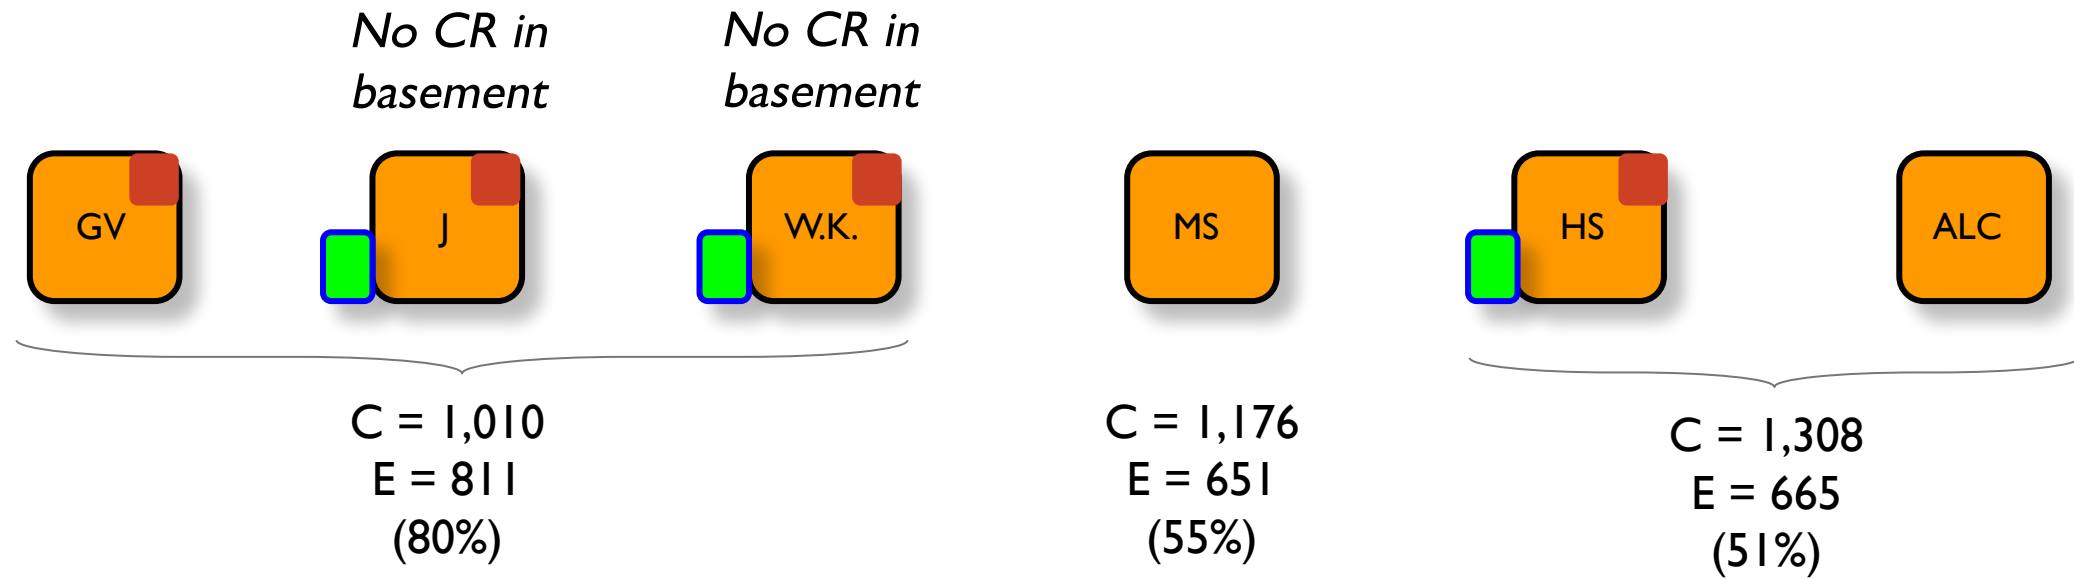 No CR in
basement
No CR in
basement
GV
J
W.K.
MS
HS
ALC
C = 1,010
E = 811
(80%)
C = 1,176
E = 651
(55%)
C = 1,308
E = 665
(51%)